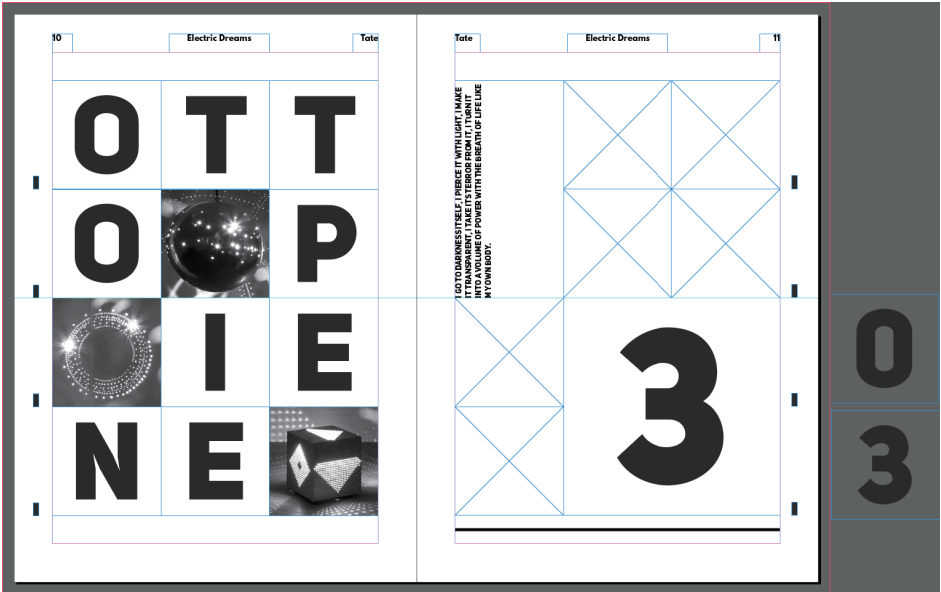 10 Electric Dreams Tate
O T T
O P
I E
N E
Tate Electric Dreams 11
I GO TO DARKNESS ITSELF, I PIERCE IT WITH LIGHT, I MAKE
IT TRANSPARENT, I TAKE ITS TERROR FROM IT, I TURN IT
INTO A VOLUME OF POWER WITH THE BREATH OF LIFE LIKE
MY OWN BODY.
3
0
3